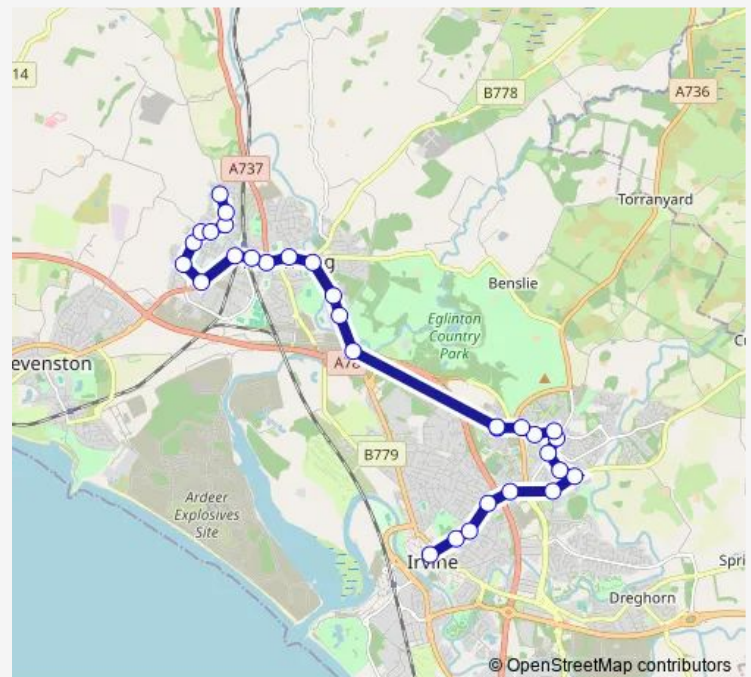 14
B778
A736
A737
Torranyard
g
Benslie
Eglinton
Country
Park
evenston
A78
B779
Ardeer
Explosives
Site
Irvine
Spri
Dreghorn
© OpenStreetMap contributors